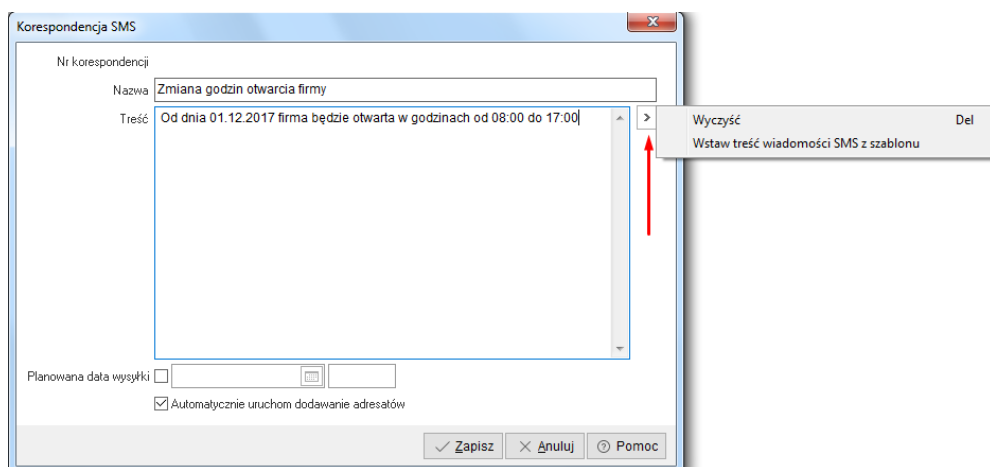 Korespondencja SMS
Nr korespondencji
Nazwa Zmiana godzin otwarcia firmy
Treść Od dnia 01.12.2017 firma będzie otwarta w godzinach od 08:00 do 17:00
Wyczyść Del
Wstaw treść wiadomości SMS z szablonu
Planowana data wysyłki
Automatycznie uruchom dodawanie adresatów
Zapisz Anuluj Pomoc